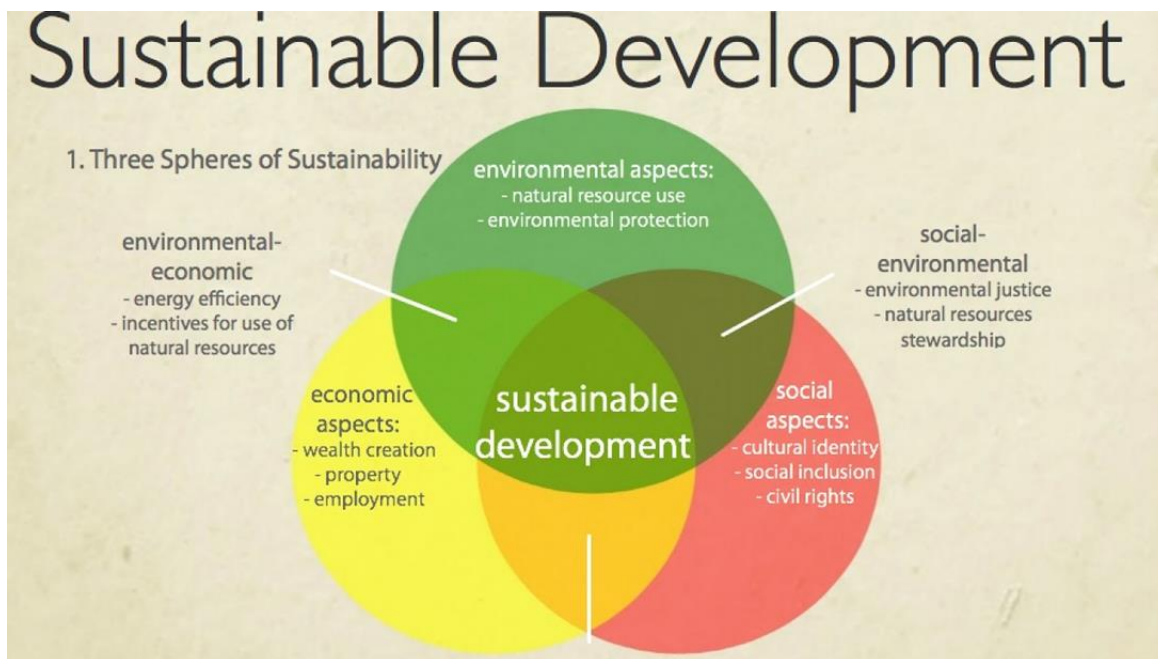 Sustainable Development
1. Three Spheres of Sustainability
environmental aspects:
- natural resource use
- environmental protection
environmental-
economic
- energy efficiency
- incentives for use of
natural resources
social-
environmental
- environmental justice
- natural resources
stewardship
economic
aspects:
- wealth creation
- property
- employment
sustainable
development
social
aspects:
- cultural identity
- social inclusion
- civil rights